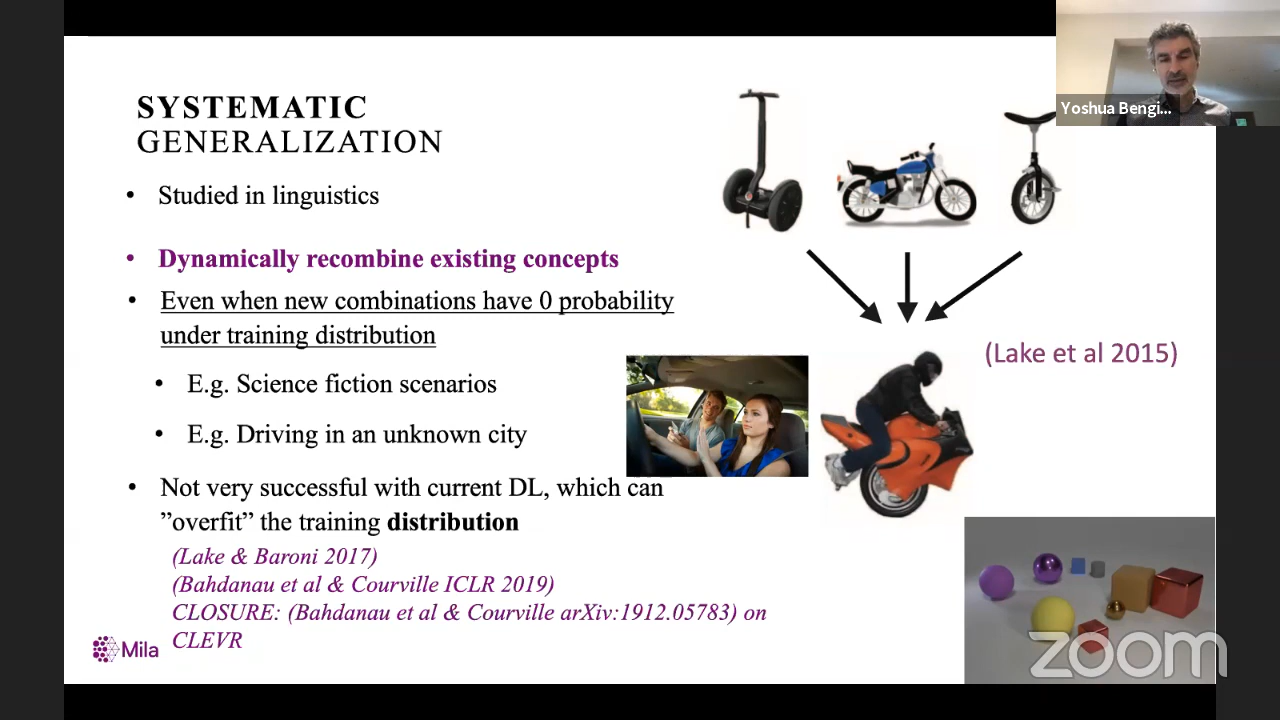 SYSTEMATIC
GENERALIZATION
• Studied in linguistics
• Dynamically recombine existing concepts
• Even when new combinations have 0 probability
under training distribution
• E.g. Science fiction scenarios
• E.g. Driving in an unknown city
• Not very successful with current DL, which can
”overfit” the training distribution
(Lake & Baroni 2017)
(Bahdanau et al & Courville ICLR 2019)
CLOSURE: (Bahdanau et al & Courville arXiv:1912.05783) on
CLEVR
Mila
(Lake et al 2015)
Yoshua Bengi...
zoom